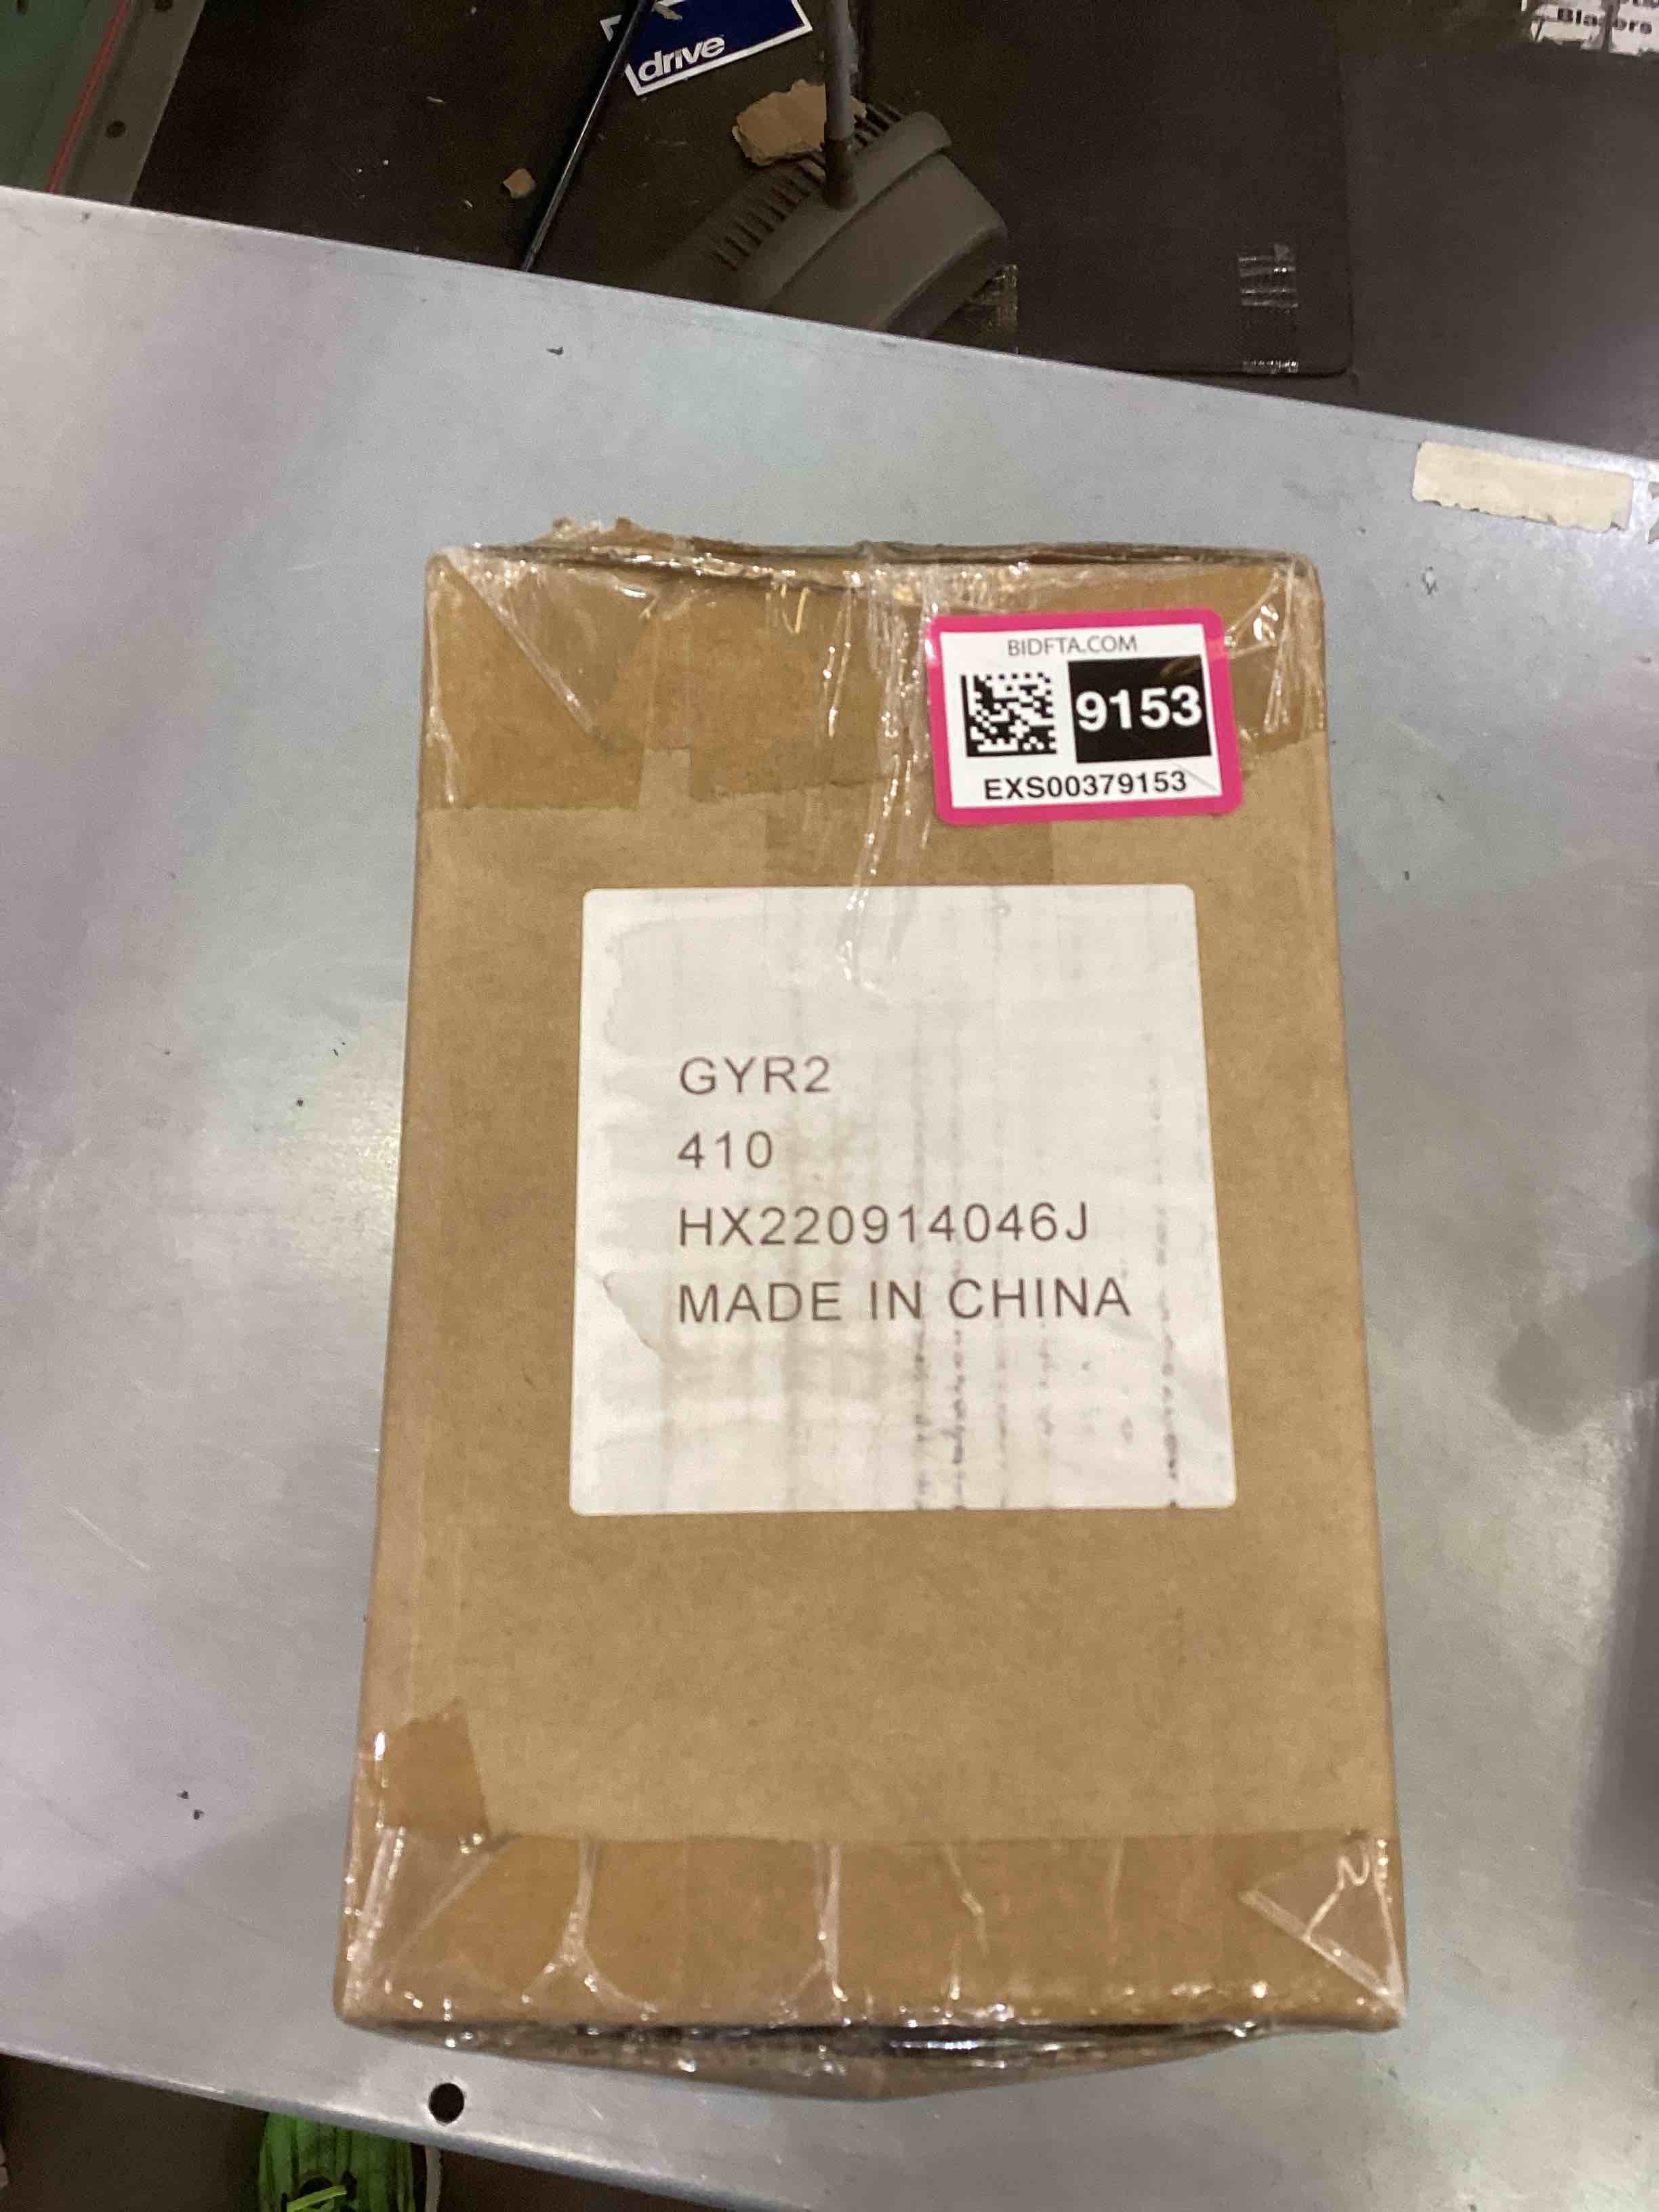 drive
BIDFTA.COM
9153
EXS00379153
GYR2
410
HX220914046J
MADE IN CHINA